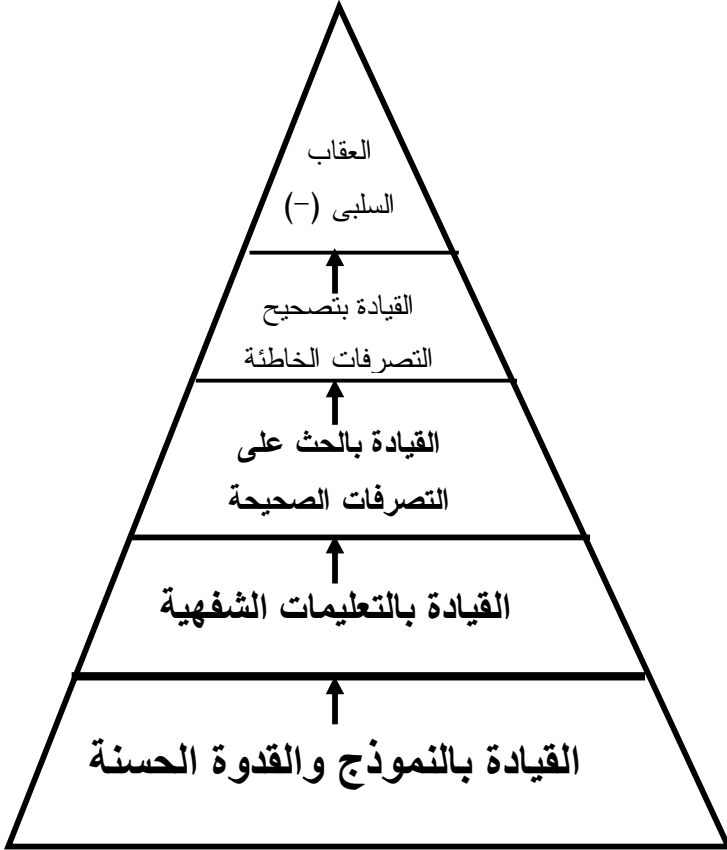 العقاب
السلبى (–)
القيادة بتصحيح
التصرفات الخاطئة
القيادة بالحث على
التصرفات الصحيحة
القيادة بالتعليمات الشفهية
القيادة بالنموذج والقدوة الحسنة